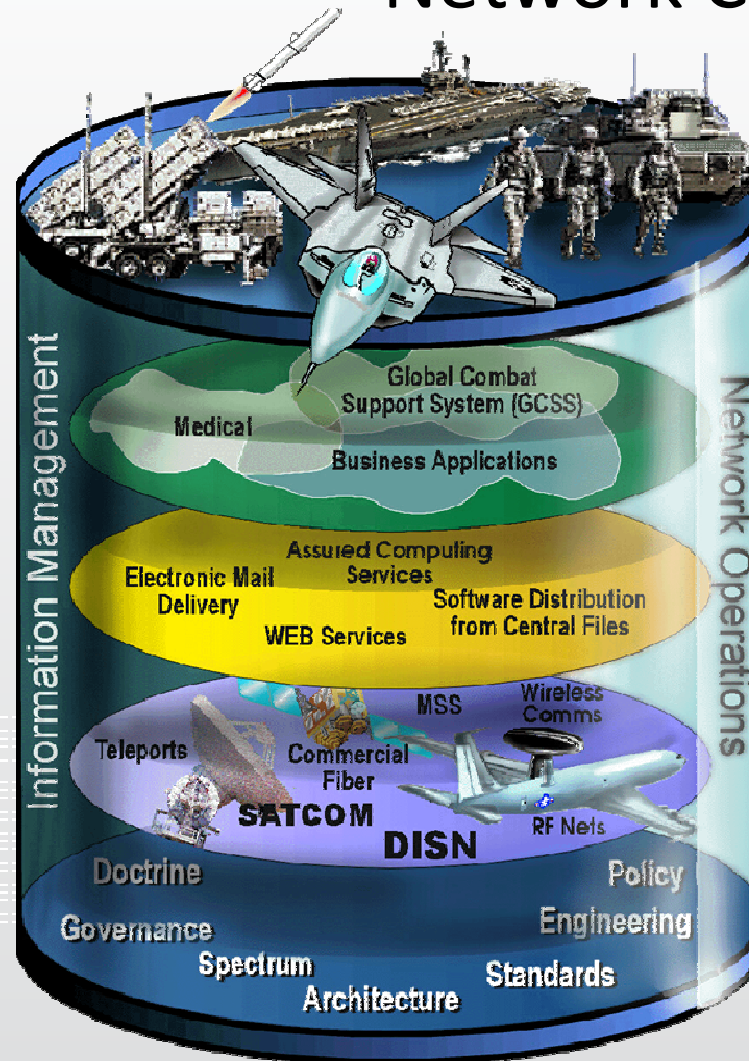 Network C
Information Management
Network Operations
Global Combat
Support System (GCSS)
Medical
Business Applications
Assured Computing
Services
Electronic Mail
Delivery
Software Distribution
from Central Files
WEB Services
MSS
Wireless
Comms
Teleports
Commercial
Fiber
SATCOM
DISN
RF Nets
Doctrine
Policy
Governance
Engineering
Spectrum
Standards
Architecture